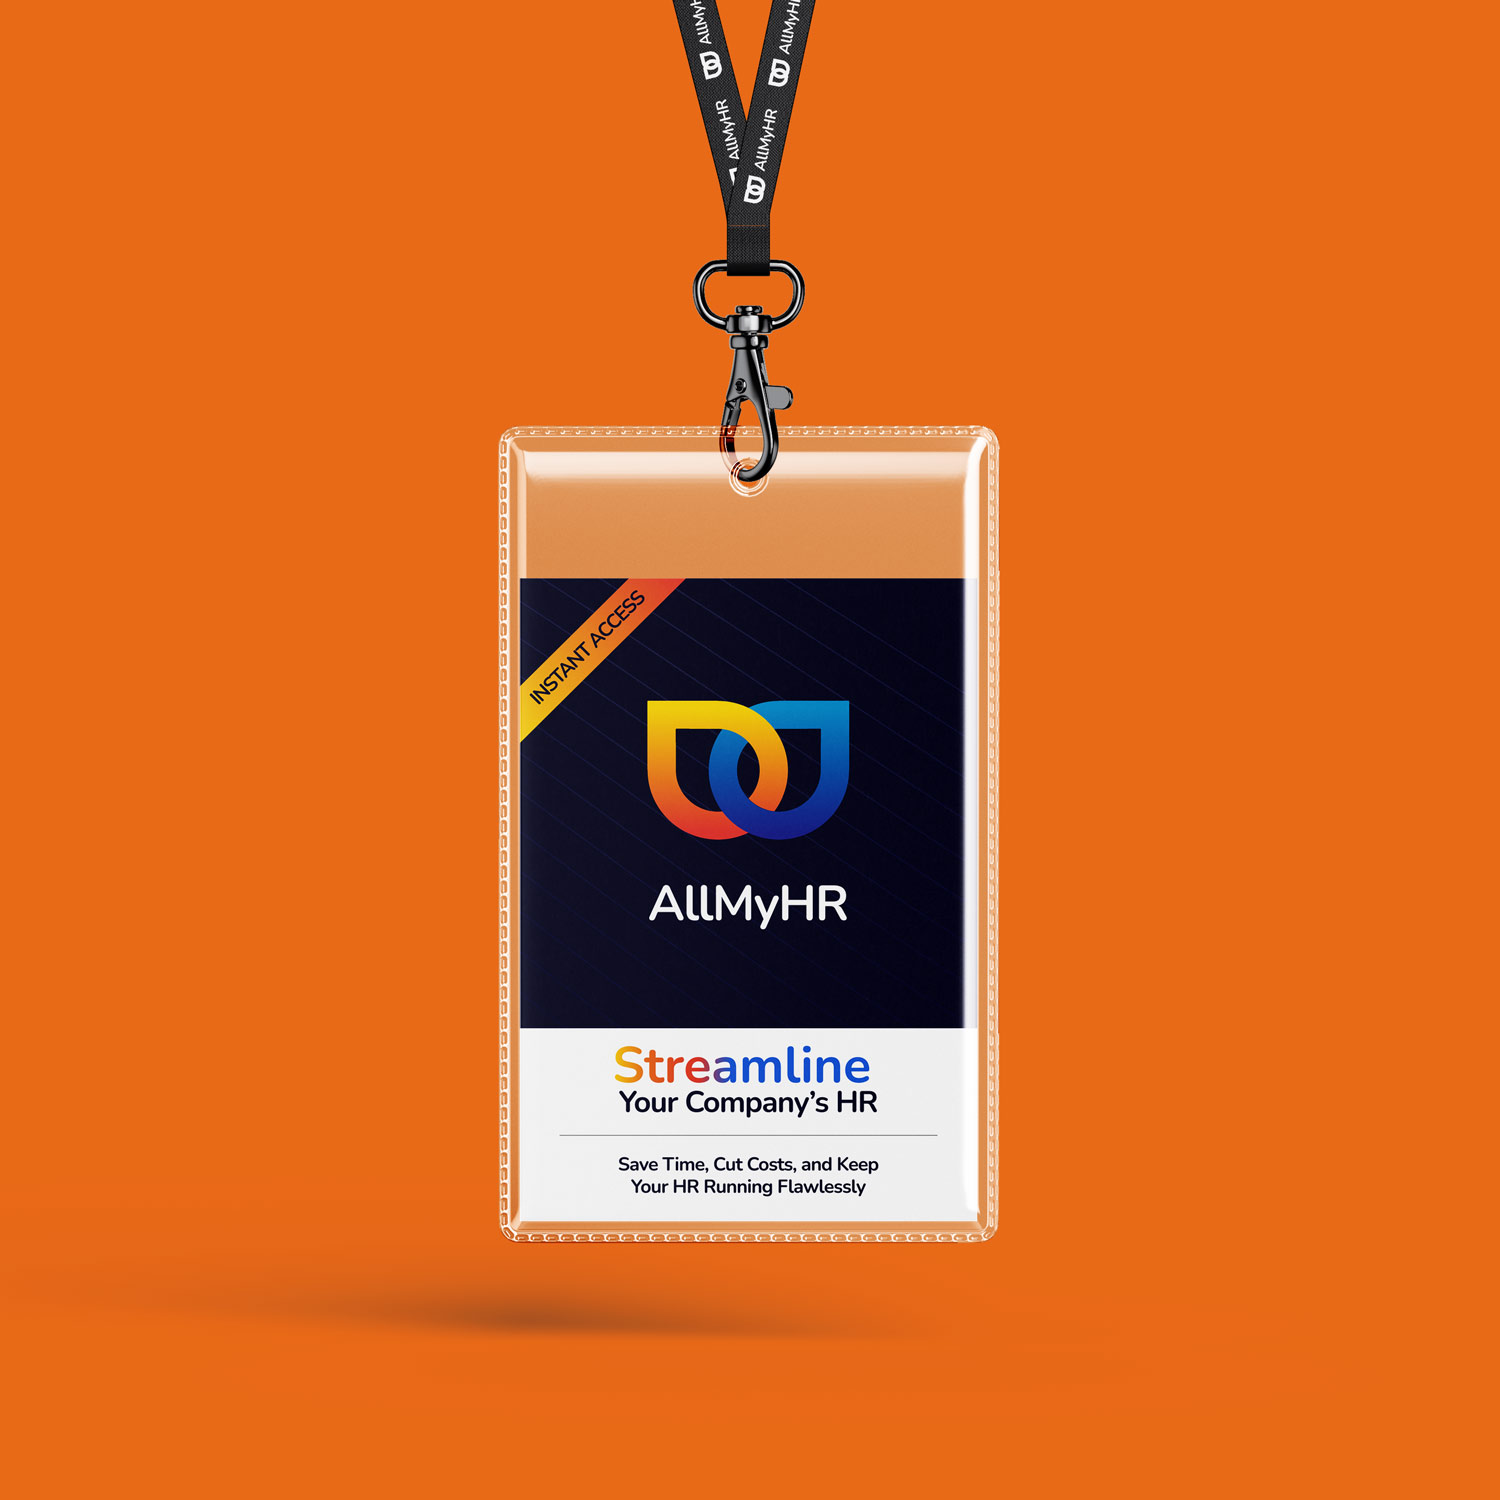 AllMyHR
AllMyHR
AllMyHR
AllMyHR
INSTANT ACCESS
AllMyHR
Streamline
Your Company's HR
Save Time, Cut Costs, and Keep
Your HR Running Flawlessly